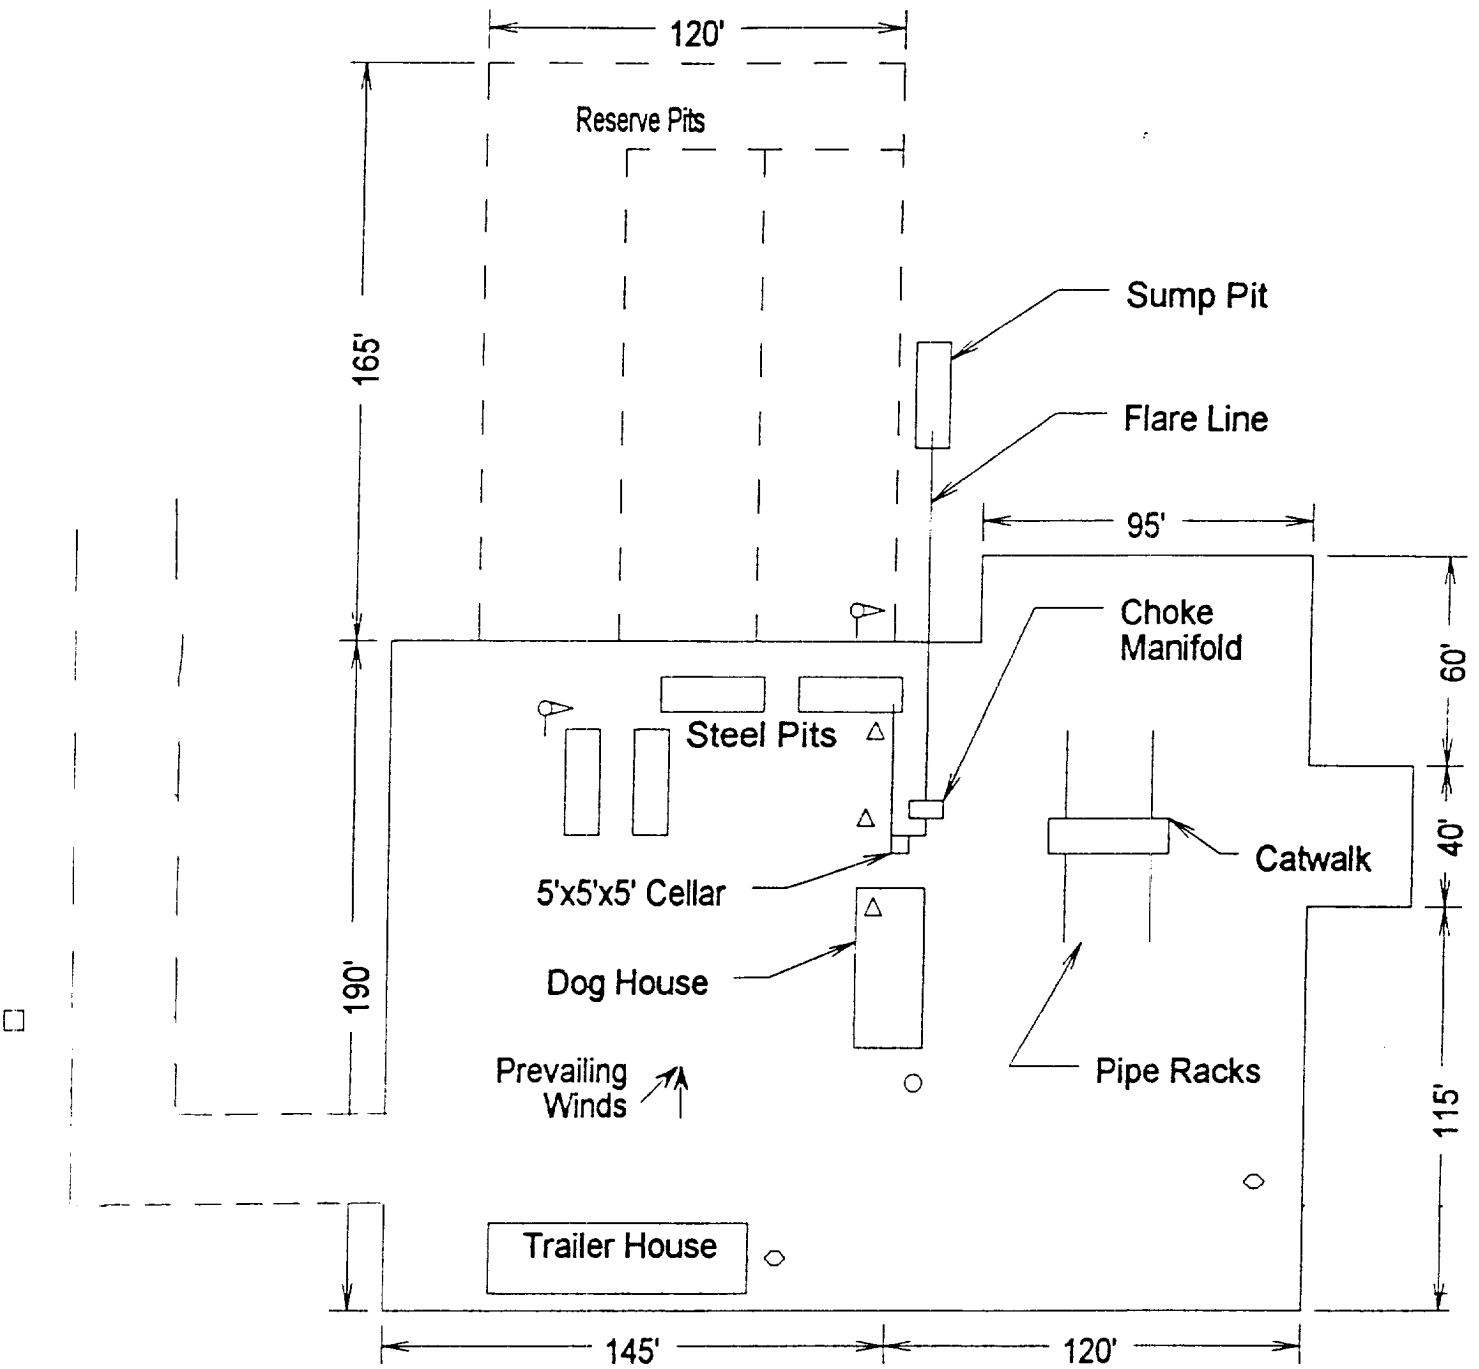 120'
Reserve Pits
Sump Pit
165'
Flare Line
95'
Choke
Manifold
60'
Steel Pits
40'
Catwalk
5'x5'x5' Cellar
Dog House
190'
Prevailing
Winds
Pipe Racks
115'
Trailer House
145'
120'